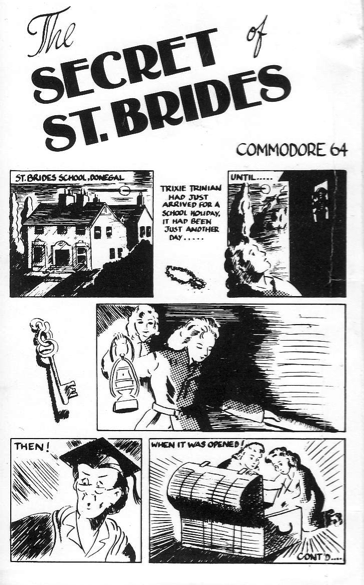 The
SECRET of
ST. BRIDES
COMMODORE 64
ST. BRIDES SCHOOL, DONEGAL
TRIXIE TRINIAN
HAD JUST
ARRIVED FOR A
SCHOOL HOLIDAY,
IT HAD BEEN
JUST ANOTHER
DAY.....
UNTIL.....
THEN!
WHEN IT WAS OPENED!
CONT'D....